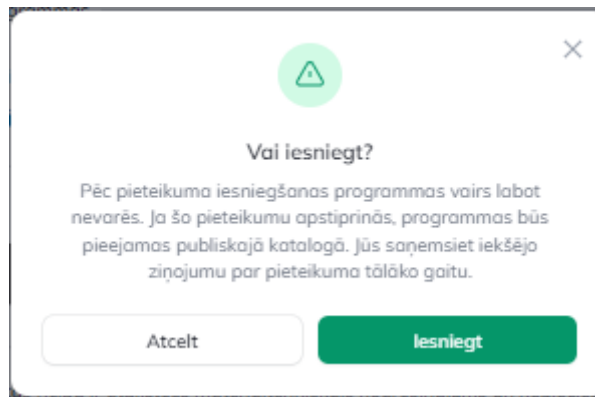 Vai iesniegt?
Pēc pieteikuma iesniegšanas programmas vairs labot
nevarēs. Ja šo pieteikumu apstiprinās, programmas būs
pieejamas publiskajā katalogā. Jūs saņemsiet iekšējo
ziņojumu par pieteikuma tālāko gaitu.
Atcelt
Iesniegt